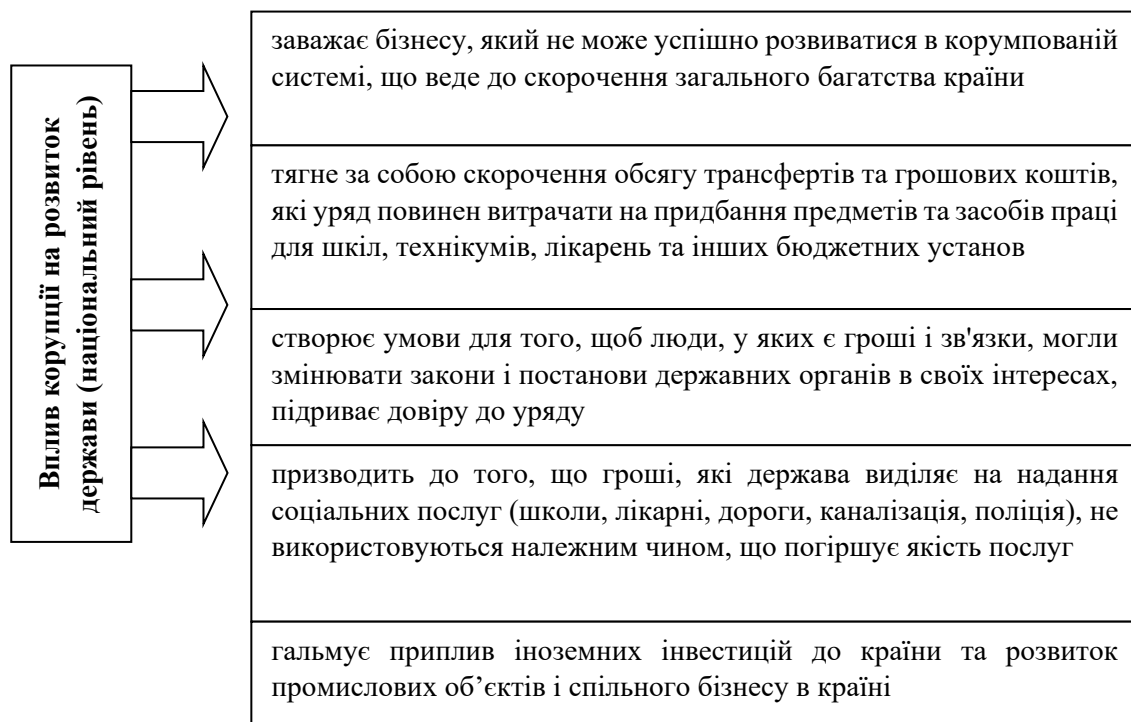 Вплив корупції на розвиток
держави (національний рівень)
заважає бізнесу, який не може успішно розвиватися в корумпованій
системі, що веде до скорочення загального багатства країни
тягне за собою скорочення обсягу трансфертів та грошових коштів,
які уряд повинен витрачати на придбання предметів та засобів праці
для шкіл, технікумів, лікарень та інших бюджетних установ
створює умови для того, щоб люди, у яких є гроші і зв'язки, могли
змінювати закони і постанови державних органів в своїх інтересах,
підриває довіру до уряду
призводить до того, що гроші, які держава виділяє на надання
соціальних послуг (школи, лікарні, дороги, каналізація, поліція), не
використовуються належним чином, що погіршує якість послуг
гальмує приплив іноземних інвестицій до країни та розвиток
промислових об’єктів і спільного бізнесу в країні